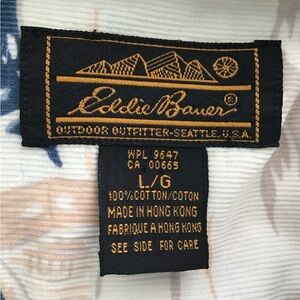 Eddie Bauer®
OUTDOOR OUTFITTER-SEATTLE, U.S.A.
WPL 9647
CA 00665
L/G
100% COTTON/COTON
MADE IN HONG KONG
FABRIQUE A HONG KONG
SEE SIDE FOR CARE